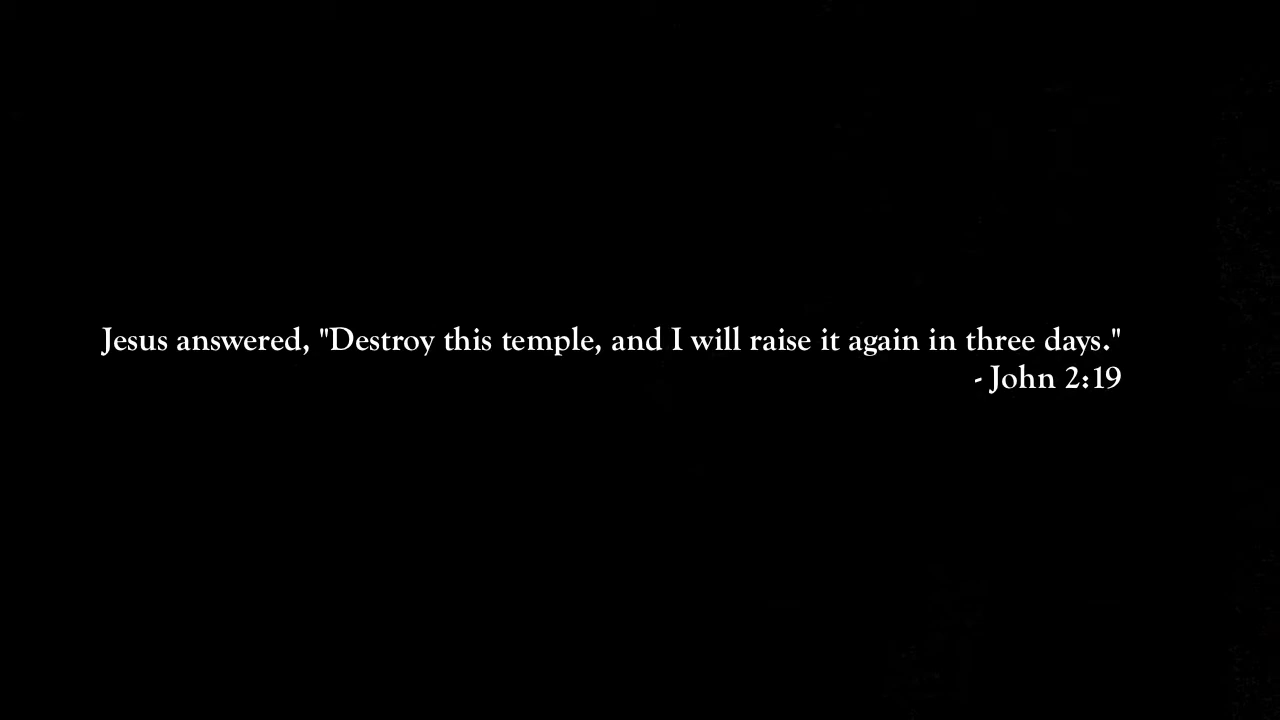 Jesus answered, "Destroy this temple, and I will raise it again in three days."
- John 2:19